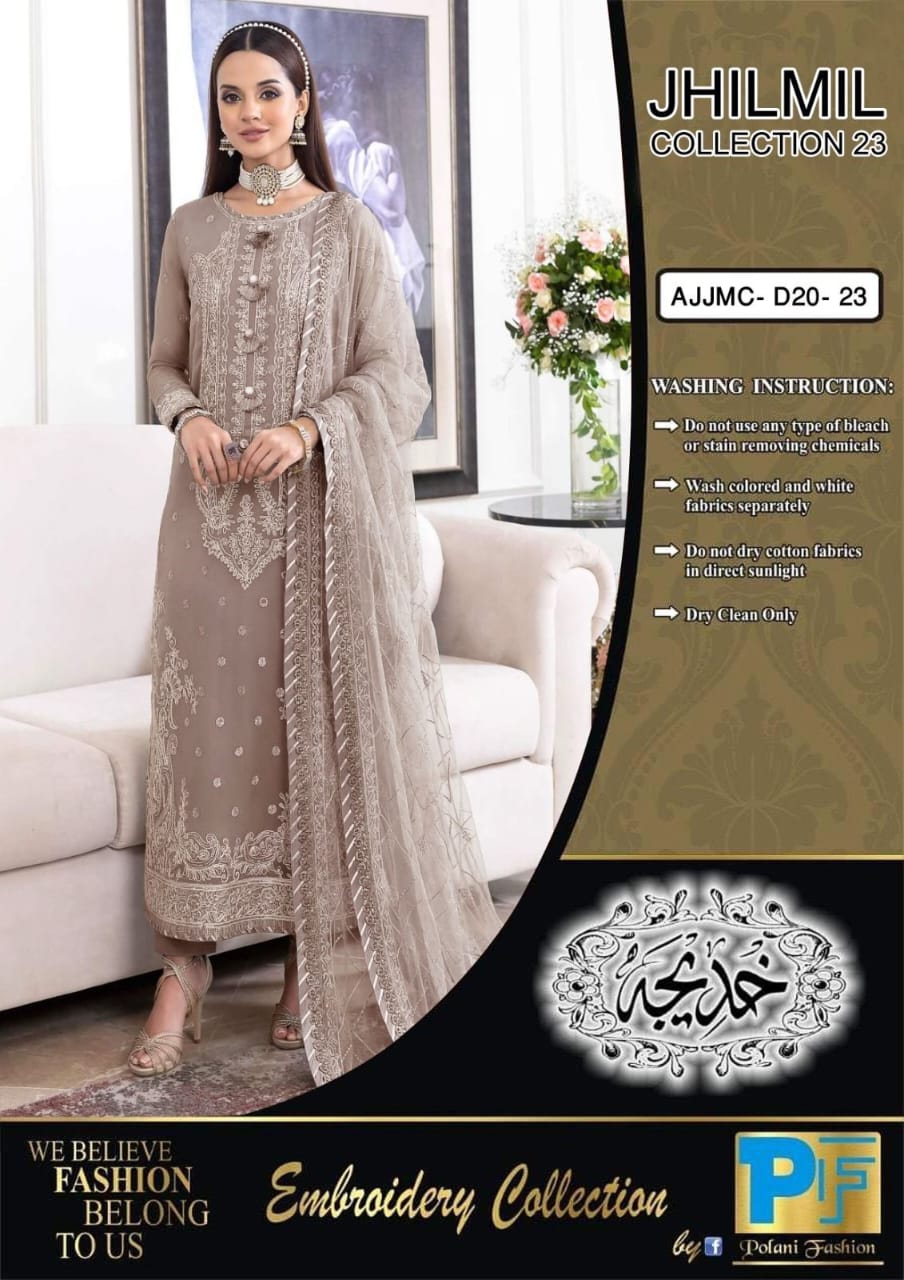 JHILMIL
COLLECTION 23
AJJMC- D20- 23
WASHING INSTRUCTION:
Do not use any type of bleach
or stain removing chemicals
Wash colored and white
fabrics separately
Do not dry cotton fabrics
in direct sunlight
Dry Clean Only
خدیجہ
WE BELIEVE
FASHION
BELONG
TO US
Embroidery Collection
by f
PF
Polani Fashion